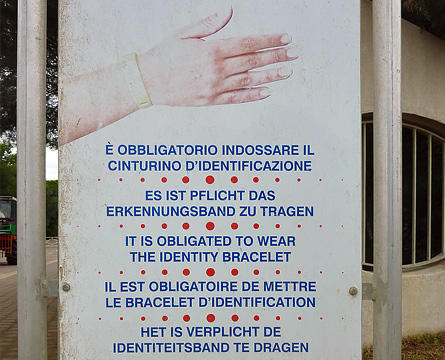 È OBBLIGATORIO INDOSSARE IL
CINTURINO D'IDENTIFICAZIONE
ES IST PFLICHT DAS
ERKENNUNGSBAND ZU TRAGEN
IT IS OBLIGATED TO WEAR
THE IDENTITY BRACELET
IL EST OBLIGATOIRE DE METTRE
LE BRACELET D'IDENTIFICATION
HET IS VERPLICHT DE
IDENTITEITSBAND TE DRAGEN